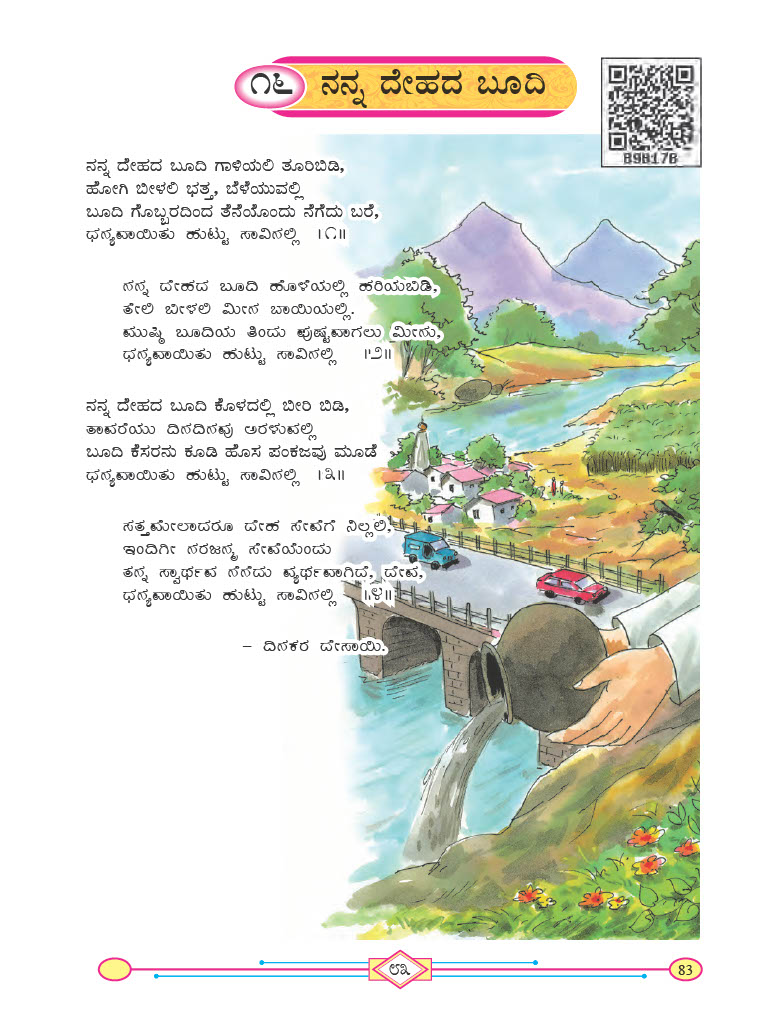 ೧೬ ನನ್ನ ದೇಹದ ಬೂದಿ
B9B17B
ನನ್ನ ದೇಹದ ಬೂದಿ ಗಾಳಿಯಲಿ ತೂರಿಬಿಡಿ,
ಹೋಗಿ ಬೀಳಲಿ ಭತ್ತ, ಬೆಳೆಯುವಲ್ಲಿ
ಬೂದಿ ಗೊಬ್ಬರದಿಂದ ತೆನೆಯೊಂದು ನೆಗೆದು ಬರೆ,
ಧನ್ಯವಾಯಿತು ಹುಟ್ಟು ಸಾವಿನಲ್ಲಿ ।೧॥
ನನ್ನ ದೇಹದ ಬೂದಿ ಹೊಳೆಯಲ್ಲಿ ಹರಿಯಬಿಡಿ,
ತೇಲಿ ಬೀಳಲಿ ಮೀನ ಬಾಯಿಯಲ್ಲಿ.
ಮುಷ್ಠಿ ಬೂದಿಯ ತಿಂದು ಪುಷ್ಟವಾಗಲು ಮೀನು,
ಧನ್ಯವಾಯಿತು ಹುಟ್ಟು ಸಾವಿನಲ್ಲಿ ।೨॥
ನನ್ನ ದೇಹದ ಬೂದಿ ಕೊಳದಲ್ಲಿ ಬೀರಿ ಬಿಡಿ,
ತಾವರೆಯು ದಿನದಿನವು ಅರಳುವಲ್ಲಿ
ಬೂದಿ ಕೆಸರನು ಕೂಡಿ ಹೊಸ ಪಂಕಜವು ಮೂಡೆ
ಧನ್ಯವಾಯಿತು ಹುಟ್ಟು ಸಾವಿನಲ್ಲಿ ।೩॥
ಸತ್ತಮೇಲಾದರೂ ದೇಹ ಸೇವೆಗೆ ನಿಲ್ಲಲಿ,
ಇಂದಿಗೀ ನರಜನ್ಮ ಸೇವೆಯೆಂದು
ತನ್ನ ಸ್ವಾರ್ಥವ ನೆನೆದು ವ್ಯರ್ಥವಾಗಿದೆ, ದೇವ,
ಧನ್ಯವಾಯಿತು ಹುಟ್ಟು ಸಾವಿನಲ್ಲಿ ।೪॥
– ದಿನಕರ ದೇಸಾಯಿ.
೮೩
83